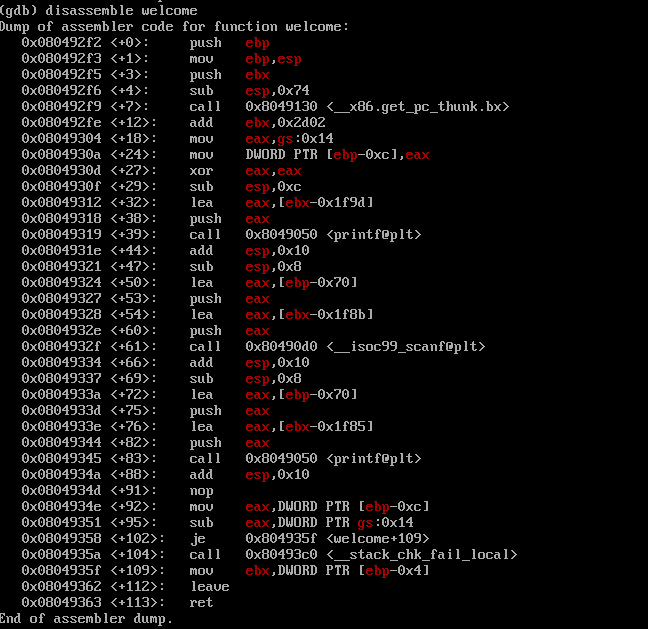 (gdb) disassemble welcome
Dump of assembler code for function welcome:
   0x080492f2 <+0>:     push   ebp
   0x080492f3 <+1>:     mov    ebp,esp
   0x080492f5 <+3>:     push   ebx
   0x080492f6 <+4>:     sub    esp,0x74
   0x080492f9 <+7>:     call   0x8049130 <__x86.get_pc_thunk.bx>
   0x080492fe <+12>:    add    ebx,0x2d02
   0x08049304 <+18>:    mov    eax,gs:0x14
   0x0804930a <+24>:    mov    DWORD PTR [ebp-0xc],eax
   0x0804930d <+27>:    xor    eax,eax
   0x0804930f <+29>:    sub    esp,0xc
   0x08049312 <+32>:    lea    eax,[ebx-0x1f9d]
   0x08049318 <+38>:    push   eax
   0x08049319 <+39>:    call   0x8049050 <printf@plt>
   0x0804931e <+44>:    add    esp,0x10
   0x08049321 <+47>:    sub    esp,0x8
   0x08049324 <+50>:    lea    eax,[ebp-0x70]
   0x08049327 <+53>:    push   eax
   0x08049328 <+54>:    lea    eax,[ebx-0x1f8b]
   0x0804932e <+60>:    push   eax
   0x0804932f <+61>:    call   0x80490d0 <__isoc99_scanf@plt>
   0x08049334 <+66>:    add    esp,0x10
   0x08049337 <+69>:    sub    esp,0x8
   0x0804933a <+72>:    lea    eax,[ebp-0x70]
   0x0804933d <+75>:    push   eax
   0x0804933e <+76>:    lea    eax,[ebx-0x1f85]
   0x08049344 <+82>:    push   eax
   0x08049345 <+83>:    call   0x8049050 <printf@plt>
   0x0804934a <+88>:    add    esp,0x10
   0x0804934d <+91>:    nop
   0x0804934e <+92>:    mov    eax,DWORD PTR [ebp-0xc]
   0x08049351 <+95>:    sub    eax,DWORD PTR gs:0x14
   0x08049358 <+102>:   je     0x804935f <welcome+109>
   0x0804935a <+104>:   call   0x80493c0 <__stack_chk_fail_local>
   0x0804935f <+109>:   mov    ebx,DWORD PTR [ebp-0x4]
   0x08049362 <+112>:   leave
   0x08049363 <+113>:   ret
End of assembler dump.